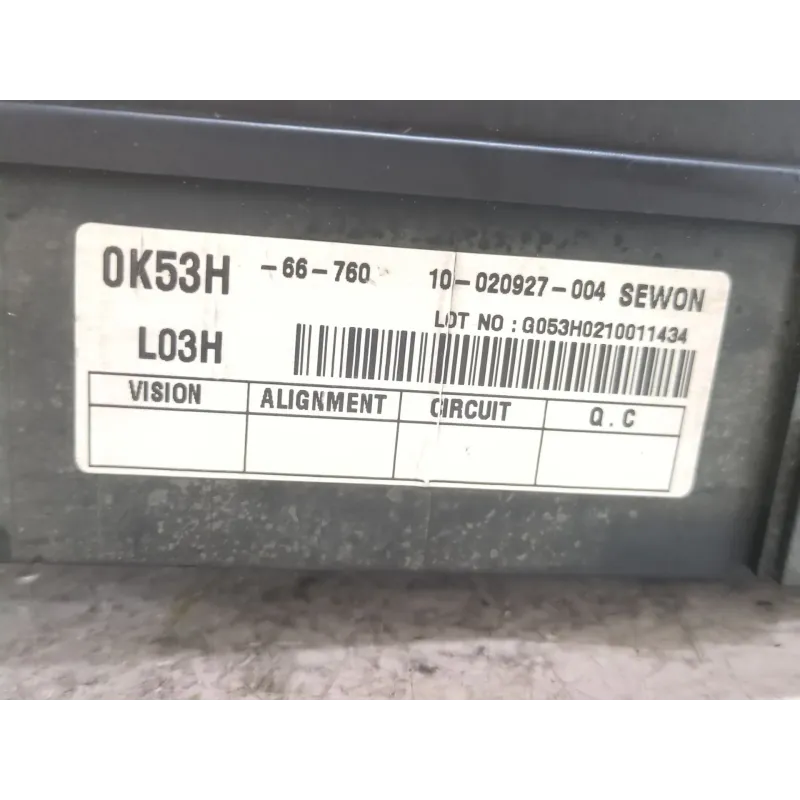 0K53H -66-760 10-020927-004 SEWON
LOT NO : G053H0210011434
L03H
VISION ALIGNMENT CIRCUIT Q.C